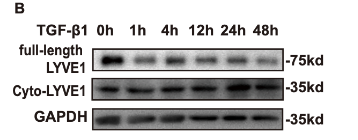 B
TGF-β1 0h 1h 4h 12h 24h 48h
full-length LYVE1 -75kd
Cyto-LYVE1 -35kd
GAPDH -35kd